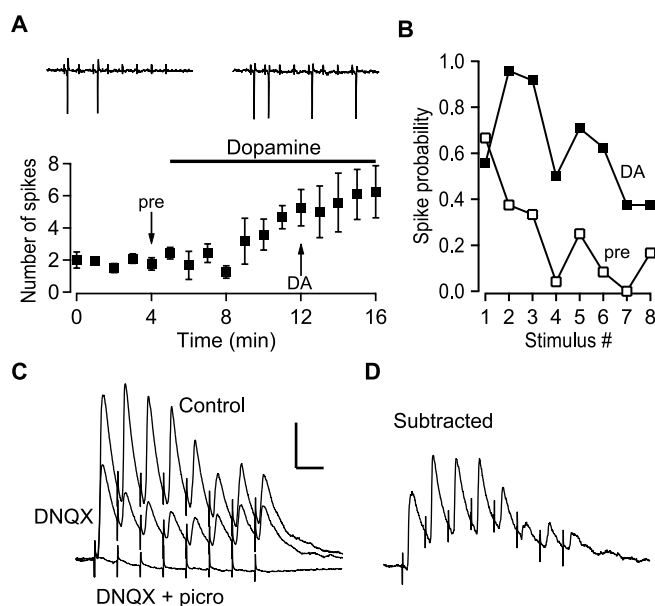 A
Dopamine
Number of spikes
8
6
4
2
0
pre
DA
0 4 8 12 16
Time (min)
B
Spike probability
1.0
0.8
0.6
0.4
0.2
0.0
DA
pre
1 2 3 4 5 6 7 8
Stimulus #
C
Control
DNQX
DNQX + picro
D
Subtracted